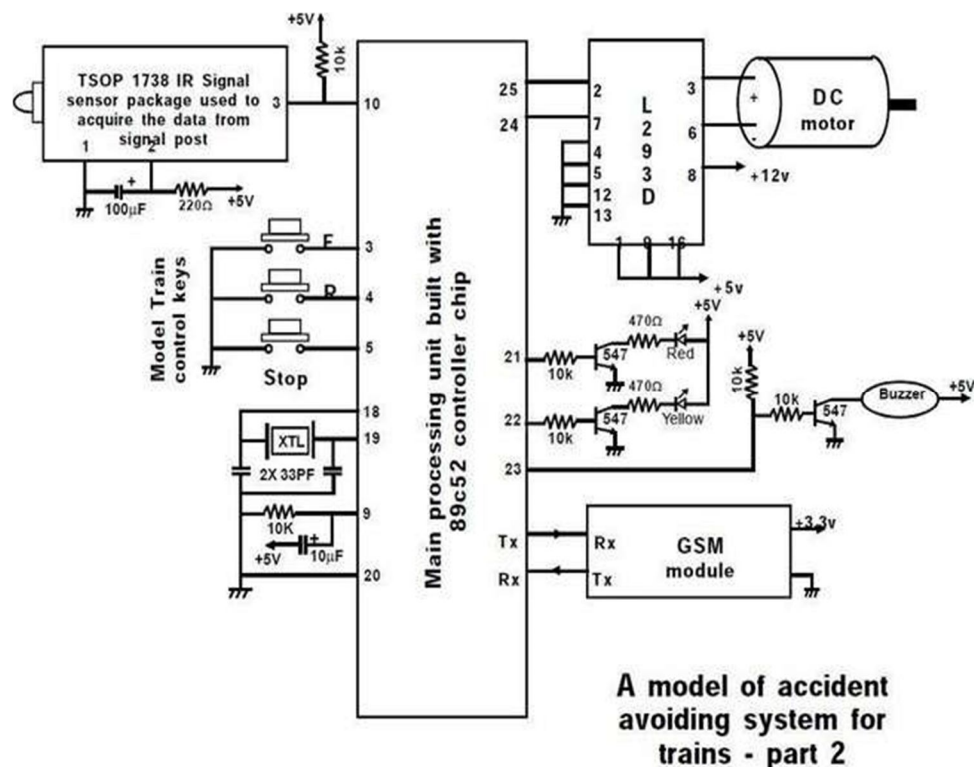 +5V
10k
TSOP 1738 IR Signal
sensor package used to
acquire the data from
signal post
3
1
2
+
100µF
220Ω
+5V
10
Model Train
control keys
F
3
R
4
5
Stop
18
19
XTL
2X 33PF
9
10K
+5V
+
10µF
20
Main processing unit built with
89c52 controller chip
25
24
21
22
23
Tx
Rx
2
7
4
5
12
13
L
2
9
3
D
3
6
8
1
9
16
+
-
DC
motor
+12v
+5v
+5V
470Ω
Red
10k
547
470Ω
Yellow
10k
547
+5V
10k
10k
547
Buzzer
+5V
Rx
Tx
GSM
module
+3.3v
A model of accident
avoiding system for
trains - part 2